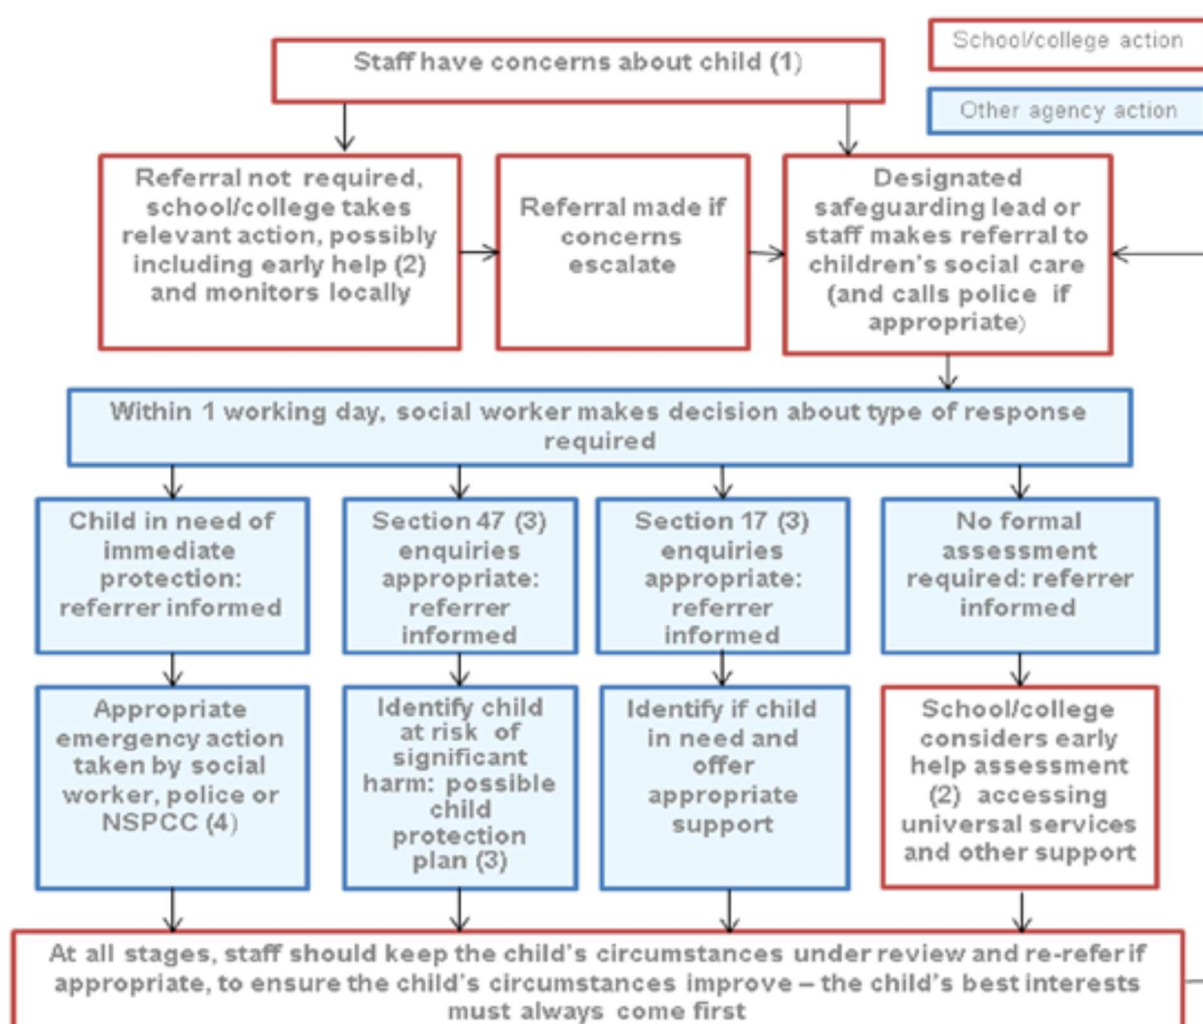 School/college action
Staff have concerns about child (1)
Other agency action
Referral not required,
school/college takes
relevant action, possibly
including early help (2)
and monitors locally
Referral made if
concerns
escalate
Designated
safeguarding lead or
staff makes referral to
children's social care
(and calls police if
appropriate)
Within 1 working day, social worker makes decision about type of response
required
Child in need of
immediate
protection:
referrer informed
Section 47 (3)
enquiries
appropriate:
referrer
informed
Section 17 (3)
enquiries
appropriate:
referrer
informed
No formal
assessment
required: referrer
informed
Appropriate
emergency action
taken by social
worker, police or
NSPCC (4)
Identify child
at risk of
significant
harm: possible
child
protection
plan (3)
Identify if child
in need and
offer
appropriate
support
School/college
considers early
help assessment
(2) accessing
universal services
and other support
At all stages, staff should keep the child's circumstances under review and re-refer if
appropriate, to ensure the child's circumstances improve – the child's best interests
must always come first